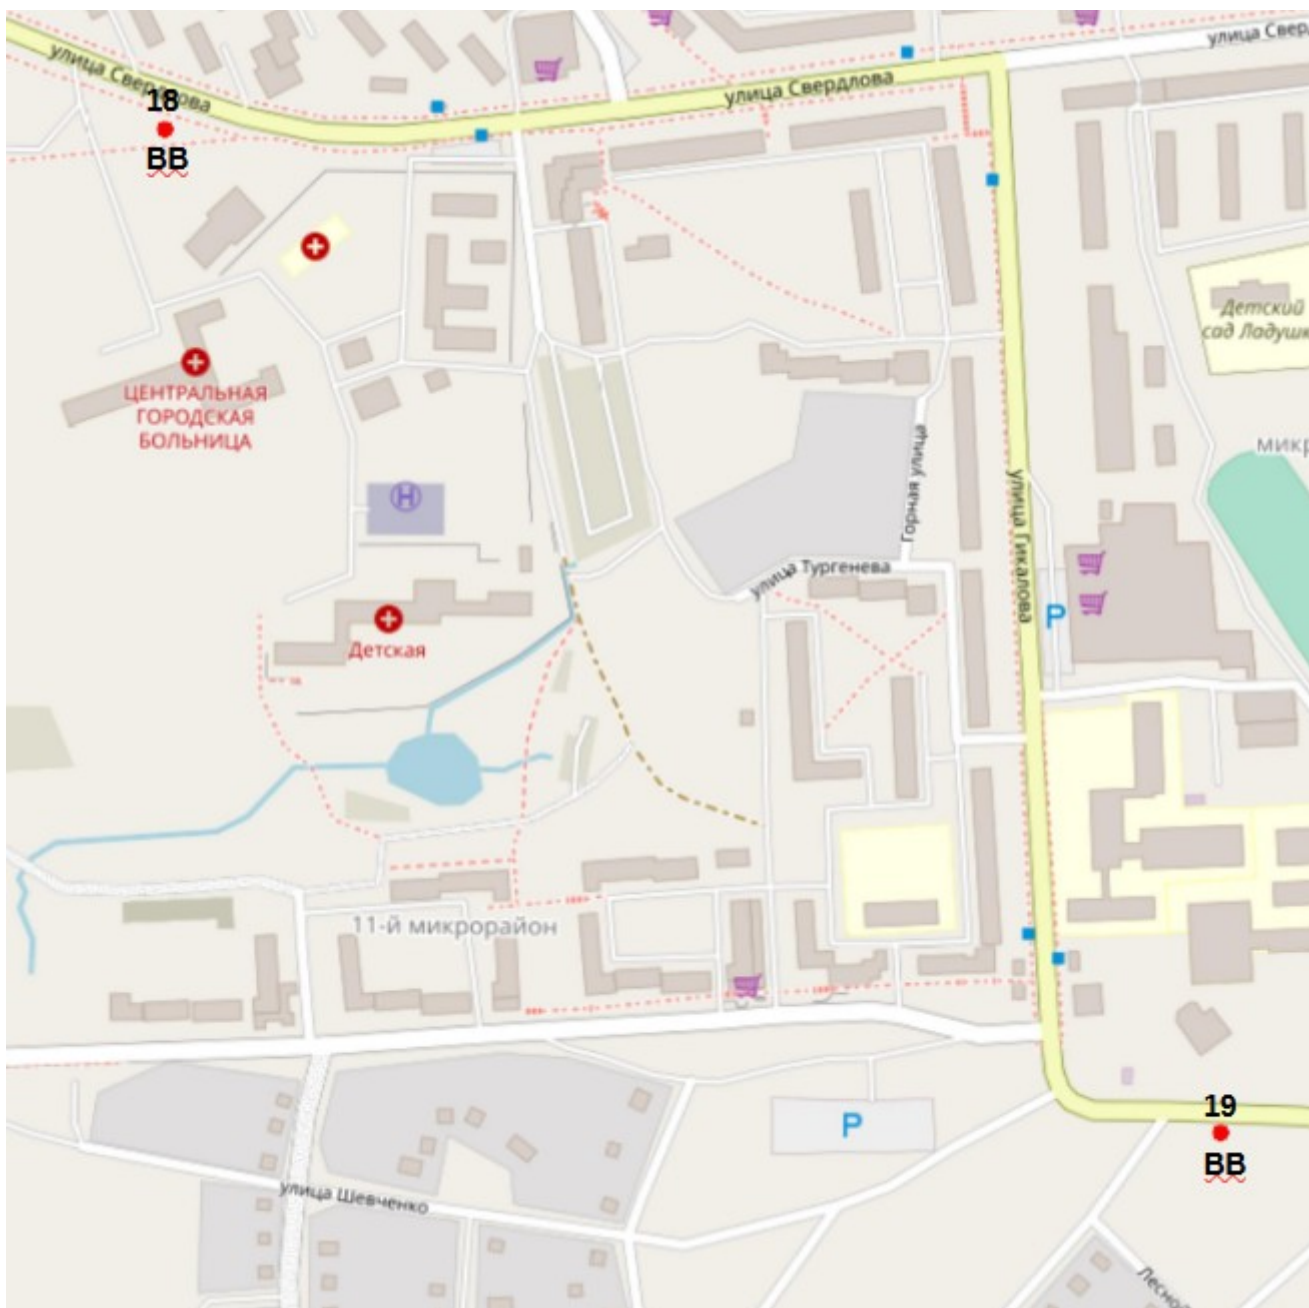 улица Свердлова
18
ВВ
улица Свердлова
улица Свер
Детский
сад Ладуш
ЦЕНТРАЛЬНАЯ
ГОРОДСКАЯ
БОЛЬНИЦА
микр
Горная улица
H
улица Гикалова
улица Тургенева
P
Детская
11-й микрорайон
19
ВВ
P
улица Шевченко
Лесно